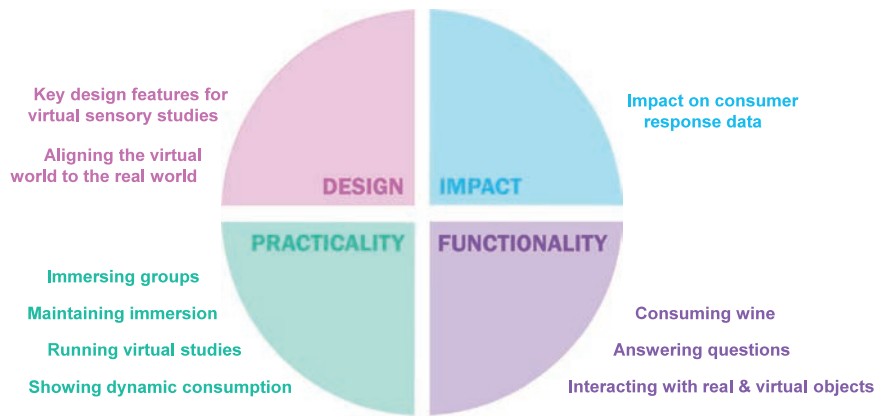 Key design features for
virtual sensory studies
Aligning the virtual
world to the real world
DESIGN
IMPACT
Impact on consumer
response data
PRACTICALITY
FUNCTIONALITY
Immersing groups
Maintaining immersion
Running virtual studies
Showing dynamic consumption
Consuming wine
Answering questions
Interacting with real & virtual objects